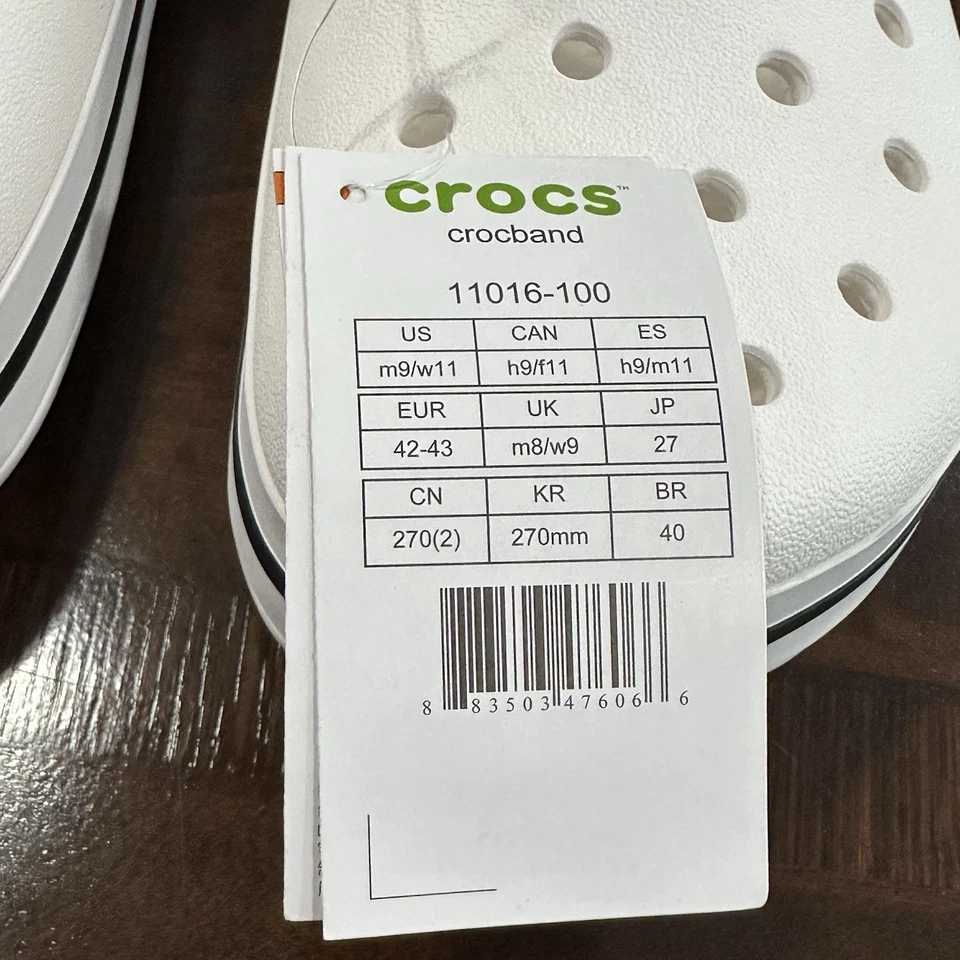 crocs™
crocband
11016-100
US CAN ES
m9/w11 h9/f11 h9/m11
EUR UK JP
42-43 m8/w9 27
CN KR BR
270(2) 270mm 40
8 83503 47606 6